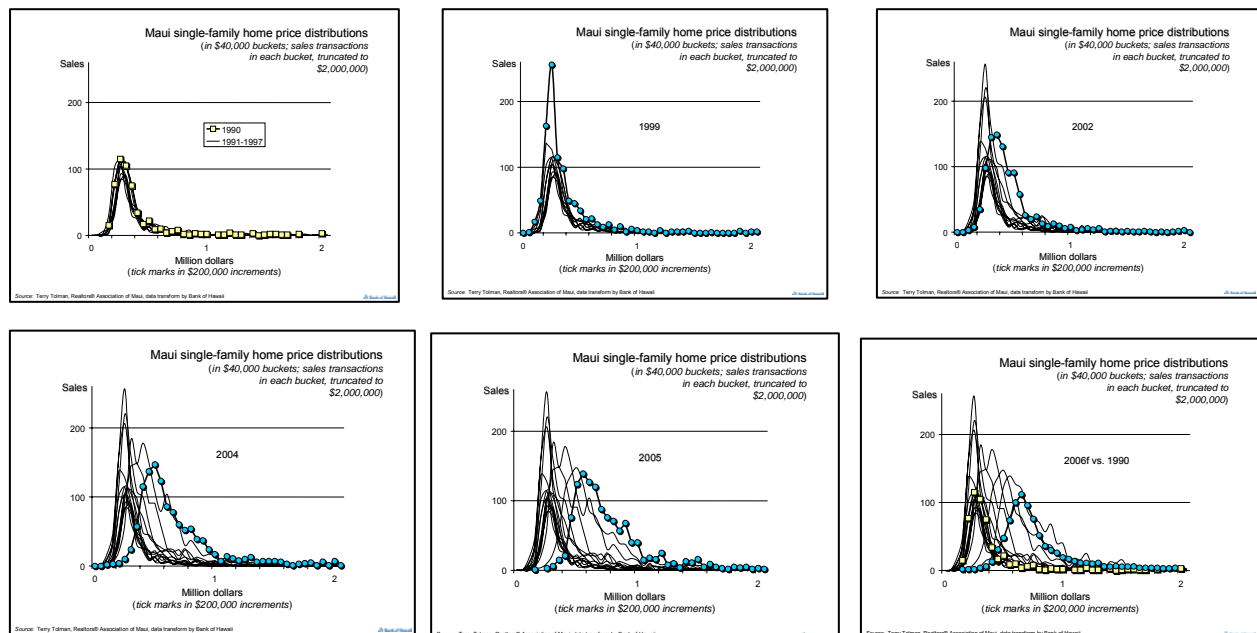 Maui single-family home price distributions
(in $40,000 buckets; sales transactions
in each bucket, truncated to
$2,000,000)
Sales
200
100
0
1990
1991-1997
0
1
2
Million dollars
(tick marks in $200,000 increments)
Source: Terry Tolman, Realtors® Association of Maui, data transform by Bank of Hawaii
Bank of Hawaii
Maui single-family home price distributions
(in $40,000 buckets; sales transactions
in each bucket, truncated to
$2,000,000)
Sales
200
100
0
1999
0
1
2
Million dollars
(tick marks in $200,000 increments)
Source: Terry Tolman, Realtors® Association of Maui, data transform by Bank of Hawaii
Bank of Hawaii
Maui single-family home price distributions
(in $40,000 buckets; sales transactions
in each bucket, truncated to
$2,000,000)
Sales
200
100
0
2002
0
1
2
Million dollars
(tick marks in $200,000 increments)
Source: Terry Tolman, Realtors® Association of Maui, data transform by Bank of Hawaii
Bank of Hawaii
Maui single-family home price distributions
(in $40,000 buckets; sales transactions
in each bucket, truncated to
$2,000,000)
Sales
200
100
0
2004
0
1
2
Million dollars
(tick marks in $200,000 increments)
Source: Terry Tolman, Realtors® Association of Maui, data transform by Bank of Hawaii
Maui single-family home price distributions
(in $40,000 buckets; sales transactions
in each bucket, truncated to
$2,000,000)
Sales
200
100
0
2005
0
1
2
Million dollars
(tick marks in $200,000 increments)
Maui single-family home price distributions
(in $40,000 buckets; sales transactions
in each bucket, truncated to
$2,000,000)
Sales
200
100
0
2006f vs. 1990
0
1
2
Million dollars
(tick marks in $200,000 increments)